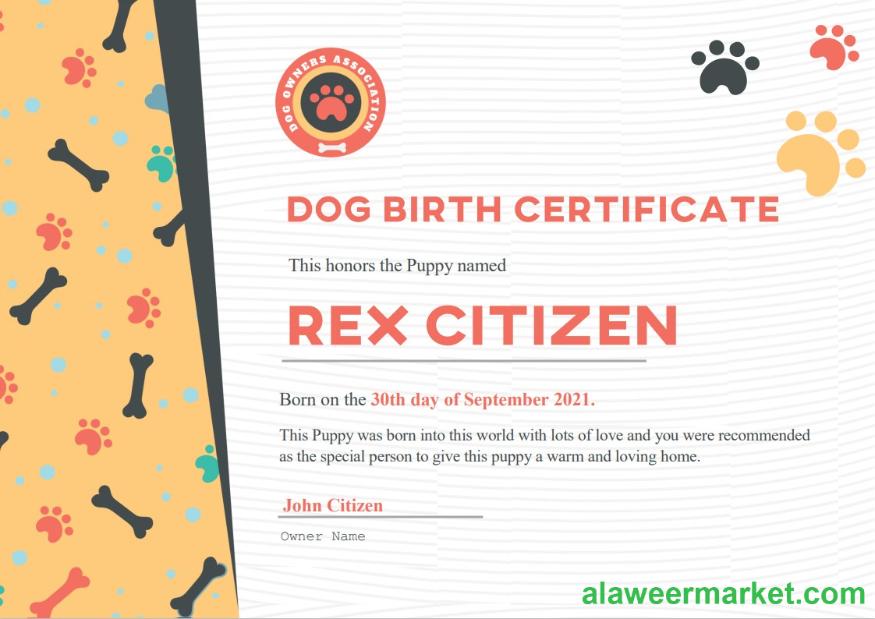 DOG OWNERS ASSOCIATION
DOG BIRTH CERTIFICATE
This honors the Puppy named
REX CITIZEN
Born on the 30th day of September 2021.
This Puppy was born into this world with lots of love and you were recommended
as the special person to give this puppy a warm and loving home.
John Citizen
Owner Name
alaweermarket.com